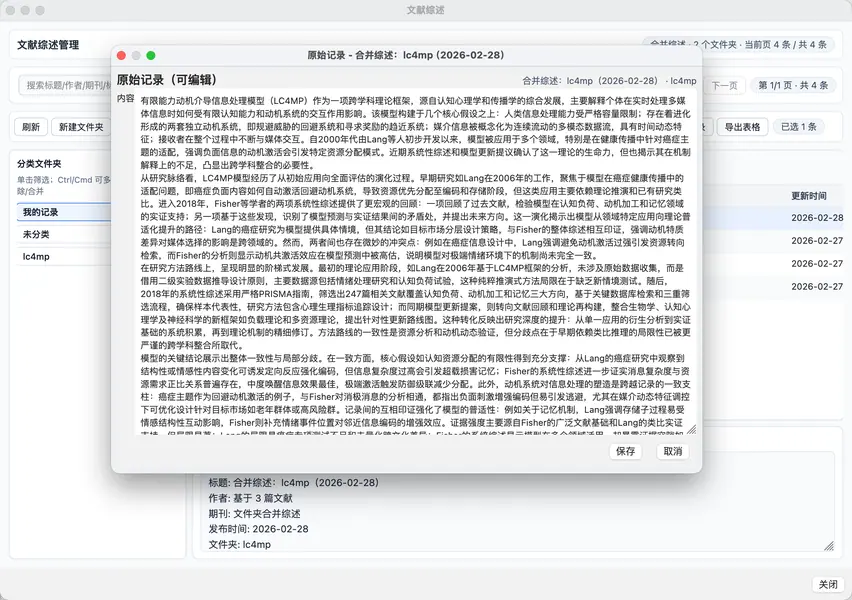 文献综述
文献综述管理
合并综述 · 2 个文件夹 · 当前页 4 条 / 共 4 条
搜索标题/作者/期刊/
下一页
第 1/1 页 · 共 4 条
刷新
新建文件夹
导出表格
已选 1 条
分类文件夹
单击筛选：Ctrl/Cmd 可多
除/合并
我的记录
未分类
lc4mp
更新时间
2026-02-28
2026-02-27
2026-02-27
2026-02-27
原始记录 - 合并综述：lc4mp (2026-02-28)
原始记录（可编辑）
合并综述：lc4mp（2026-02-28） · lc4mp
内容
有限能力动机介导信息处理模型（LC4MP）作为一项跨学科理论框架，源自认知心理学和传播学的综合发展，主要解释个体在实时处理多媒
体信息时如何受有限认知能力和动机系统的交互作用影响。该模型构建于几个核心假设之上：人类信息处理能力受严格容量限制；存在着进化
形成的两套独立动机系统，即规避威胁的回避系统和寻求奖励的趋近系统；媒介信息被概念化为连续流动的多模态数据流，具有时间动态特
征；接收者在整个过程中不断与媒体交互。自2000年代由Lang等人初步开发以来，模型被应用于多个领域，特别是在健康传播中针对癌症主
题的适配，强调负面信息的动机激活会引发特定资源分配模式。近期系统性综述和模型更新提议确认了这一理论的生命力，但也揭示其在机制
解释上的不足，凸显出跨学科整合的必要性。
从研究脉络看，LC4MP模型经历了从初始应用向全面评估的演化过程。早期研究如Lang在2006年的工作，聚焦于模型在癌症健康传播中的
适配问题，即癌症负面内容如何自动激活回避动机系统，导致资源优先分配至编码和存储阶段，但这类应用主要依赖理论推演和已有研究类
比。进入2018年，Fisher等学者的两项系统性综述提供了更宏观的回顾：一项回顾了过去文献，检验模型在认知负荷、动机加工和记忆领域
的实证支持；另一项基于这些发现，识别了模型预测与实证结果间的矛盾处，并提出未来方向。这一演化揭示出模型从领域特定应用向理论普
适化提升的路径：Lang的癌症研究为模型提供具体情境，但其结论如目标市场分层设计策略，与Fisher的整体综述相互印证，强调动机特质
差异对媒体选择的影响是跨领域的。然而，两者间也存在微妙的冲突点：例如在癌症信息设计中，Lang强调避免动机激活过强引发资源转向
检索，而Fisher的分析则显示动机共激活效应在模型预测中被高估，说明模型对极端情绪环境下的机制尚未完全一致。
在研究方法路线上，呈现明显的阶梯式发展。最初的理论应用阶段，如Lang在2006年基于LC4MP框架的分析，未涉及原始数据收集，而是
借用二级实验数据推导设计原则，主要数据源包括情绪处理研究和认知负荷试验，这种纯粹推演式方法局限在于缺乏新情境测试。随后，
2018年的系统性综述采用严格PRISMA指南，筛选出247篇相关文献覆盖认知负荷、动机加工和记忆三大方向，基于关键数据库检索和三重筛
选流程，确保样本代表性，研究方法包含心理生理指标追踪设计；而同期模型更新提案，则转向文献回顾和理论再构建，整合生物学、认知心
理学及神经科学的新框架如负载理论和多资源理论，提出针对性更新路线图。这种转化反映出研究深度的提升：从单一应用的衍生分析到实证
基础的系统积累，再到理论机制的精细修订。方法路线的一致性是资源分析和动机动态验证，但分歧点在于早期依赖类比推理的局限性已被更
严谨的跨学科整合所取代。
模型的关键结论展示出整体一致性与局部分歧。在一致方面，核心假设如认知资源分配的有限性得到充分支撑：从Lang的癌症研究中观察到
结构性或情感性内容变化可诱发定向反应强化编码，但信息复杂度过高会引发超载损害记忆；Fisher的系统性综述进一步证实消息复杂度与资
源需求正比关系普遍存在，中度唤醒信息效果最佳，极端激活触发防御级联减少分配。此外，动机系统对信息处理的塑造是跨越记录的一致支
柱：癌症主题作为回避动机激活的例子，与Fisher对消极消息的分析相通，都指出负面刺激增强编码但易引发逃避，尤其在媒介动态特征调控
下可优化设计针对目标市场如老年群体或高风险群。记录间的互相印证强化了模型的普适性：例如关于记忆机制，Lang强调存储子过程易受
情感结构性互动影响，Fisher则补充情绪事件位置对邻近信息编码的增强效应。证据强度主要源自Fisher的广泛文献基础和Lang的类比实证
保存
取消
标题: 合并综述：lc4mp（2026-02-28）
作者: 基于 3 篇文献
期刊: 文件夹合并综述
发布时间: 2026-02-28
文件夹: lc4mp
关闭